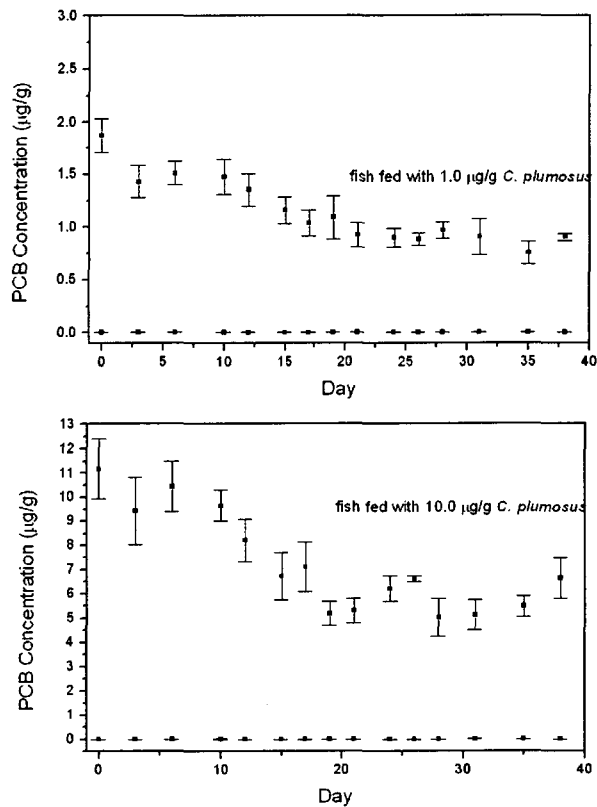 3.0
2.5
2.0
1.5
1.0
0.5
0.0
PCB Concentration (µg/g)
fish fed with 1.0 µg/g C. plumosus
0 5 10 15 20 25 30 35 40
Day
13
12
11
10
9
8
7
6
5
4
3
2
1
0
PCB Concentration (µg/g)
fish fed with 10.0 µg/g C. plumosus
0 10 20 30 40
Day